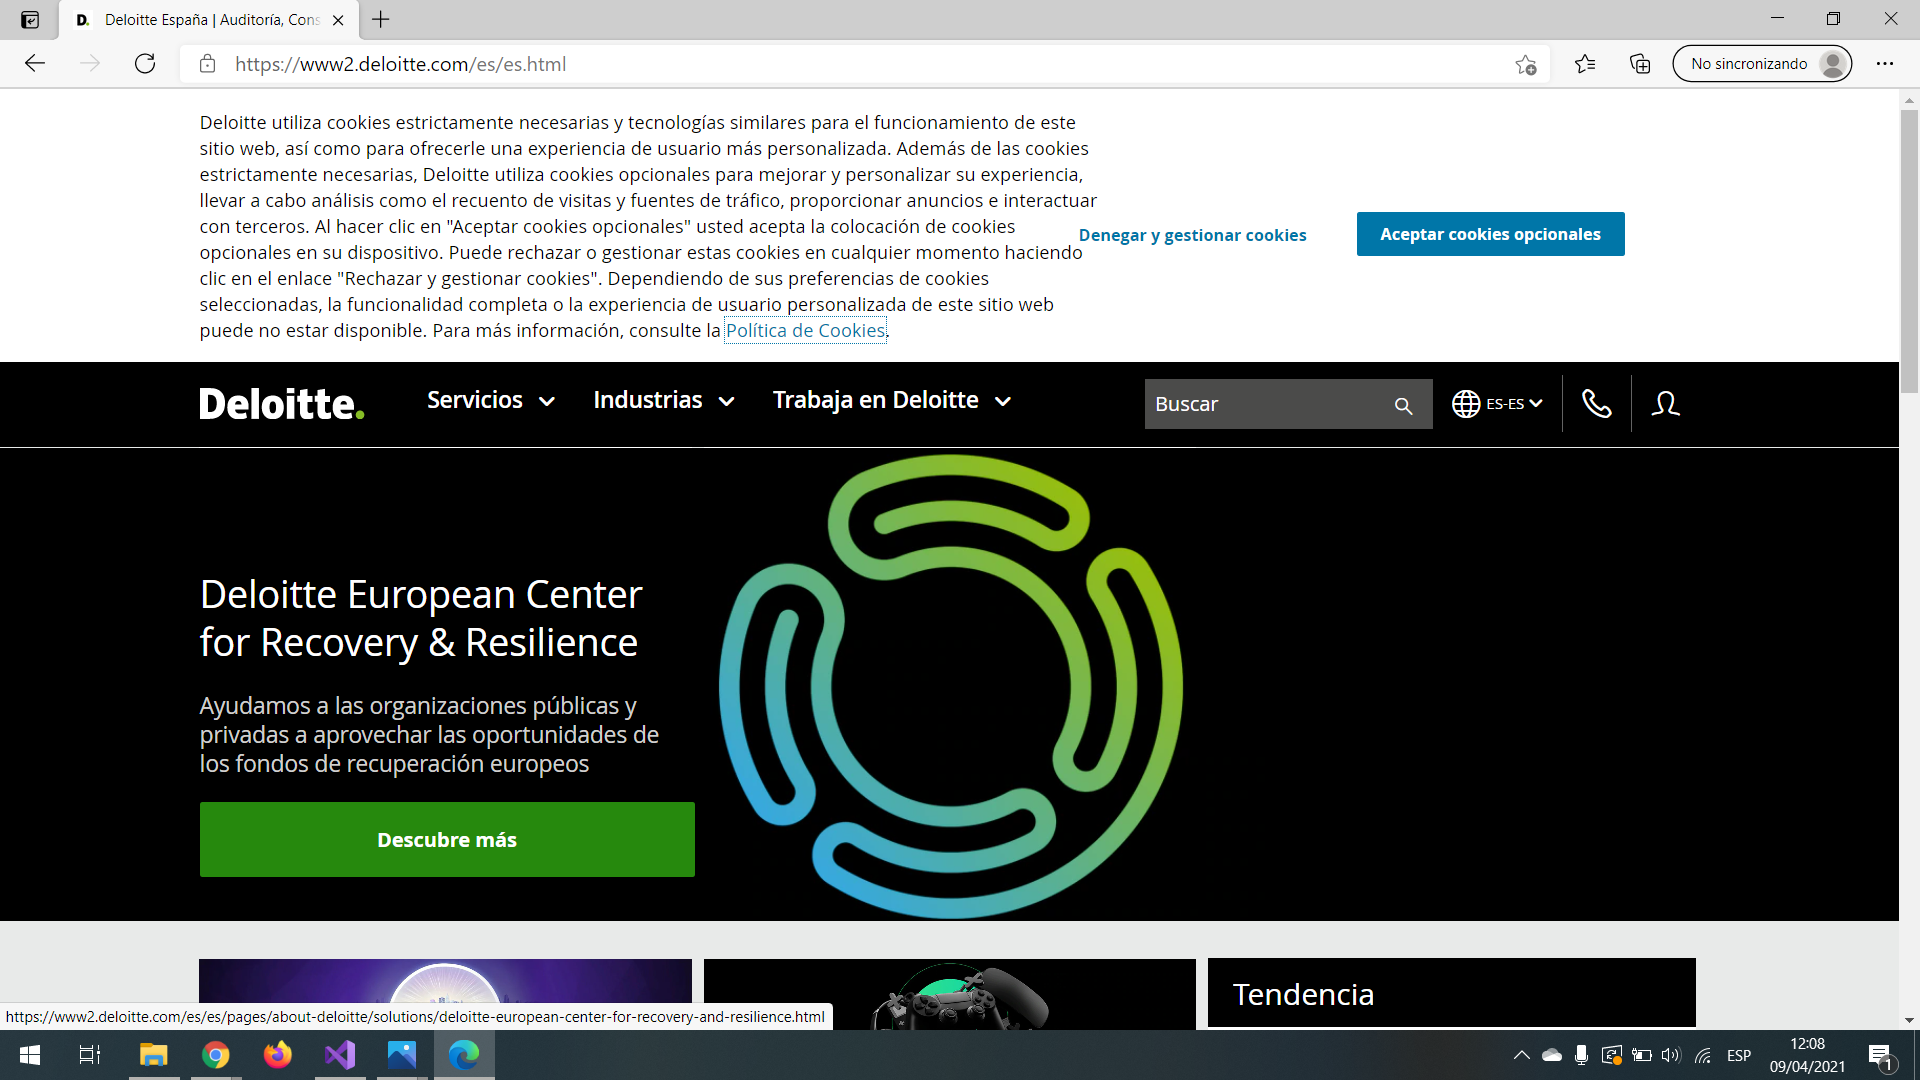 Deloitte España | Auditoría, Cons
https://www2.deloitte.com/es/es.html
No sincronizando
Deloitte utiliza cookies estrictamente necesarias y tecnologías similares para el funcionamiento de este
sitio web, así como para ofrecerle una experiencia de usuario más personalizada. Además de las cookies
estrictamente necesarias, Deloitte utiliza cookies opcionales para mejorar y personalizar su experiencia,
llevar a cabo análisis como el recuento de visitas y fuentes de tráfico, proporcionar anuncios e interactuar
con terceros. Al hacer clic en "Aceptar cookies opcionales" usted acepta la colocación de cookies
opcionales en su dispositivo. Puede rechazar o gestionar estas cookies en cualquier momento haciendo
clic en el enlace "Rechazar y gestionar cookies". Dependiendo de sus preferencias de cookies
seleccionadas, la funcionalidad completa o la experiencia de usuario personalizada de este sitio web
puede no estar disponible. Para más información, consulte la Política de Cookies.
Denegar y gestionar cookies
Aceptar cookies opcionales
Deloitte.
Servicios
Industrias
Trabaja en Deloitte
Buscar
ES-ES
Deloitte European Center
for Recovery & Resilience
Ayudamos a las organizaciones públicas y
privadas a aprovechar las oportunidades de
los fondos de recuperación europeos
Descubre más
Tendencia
https://www2.deloitte.com/es/es/pages/about-deloitte/solutions/deloitte-european-center-for-recovery-and-resilience.html
ESP
12:08
09/04/2021
1